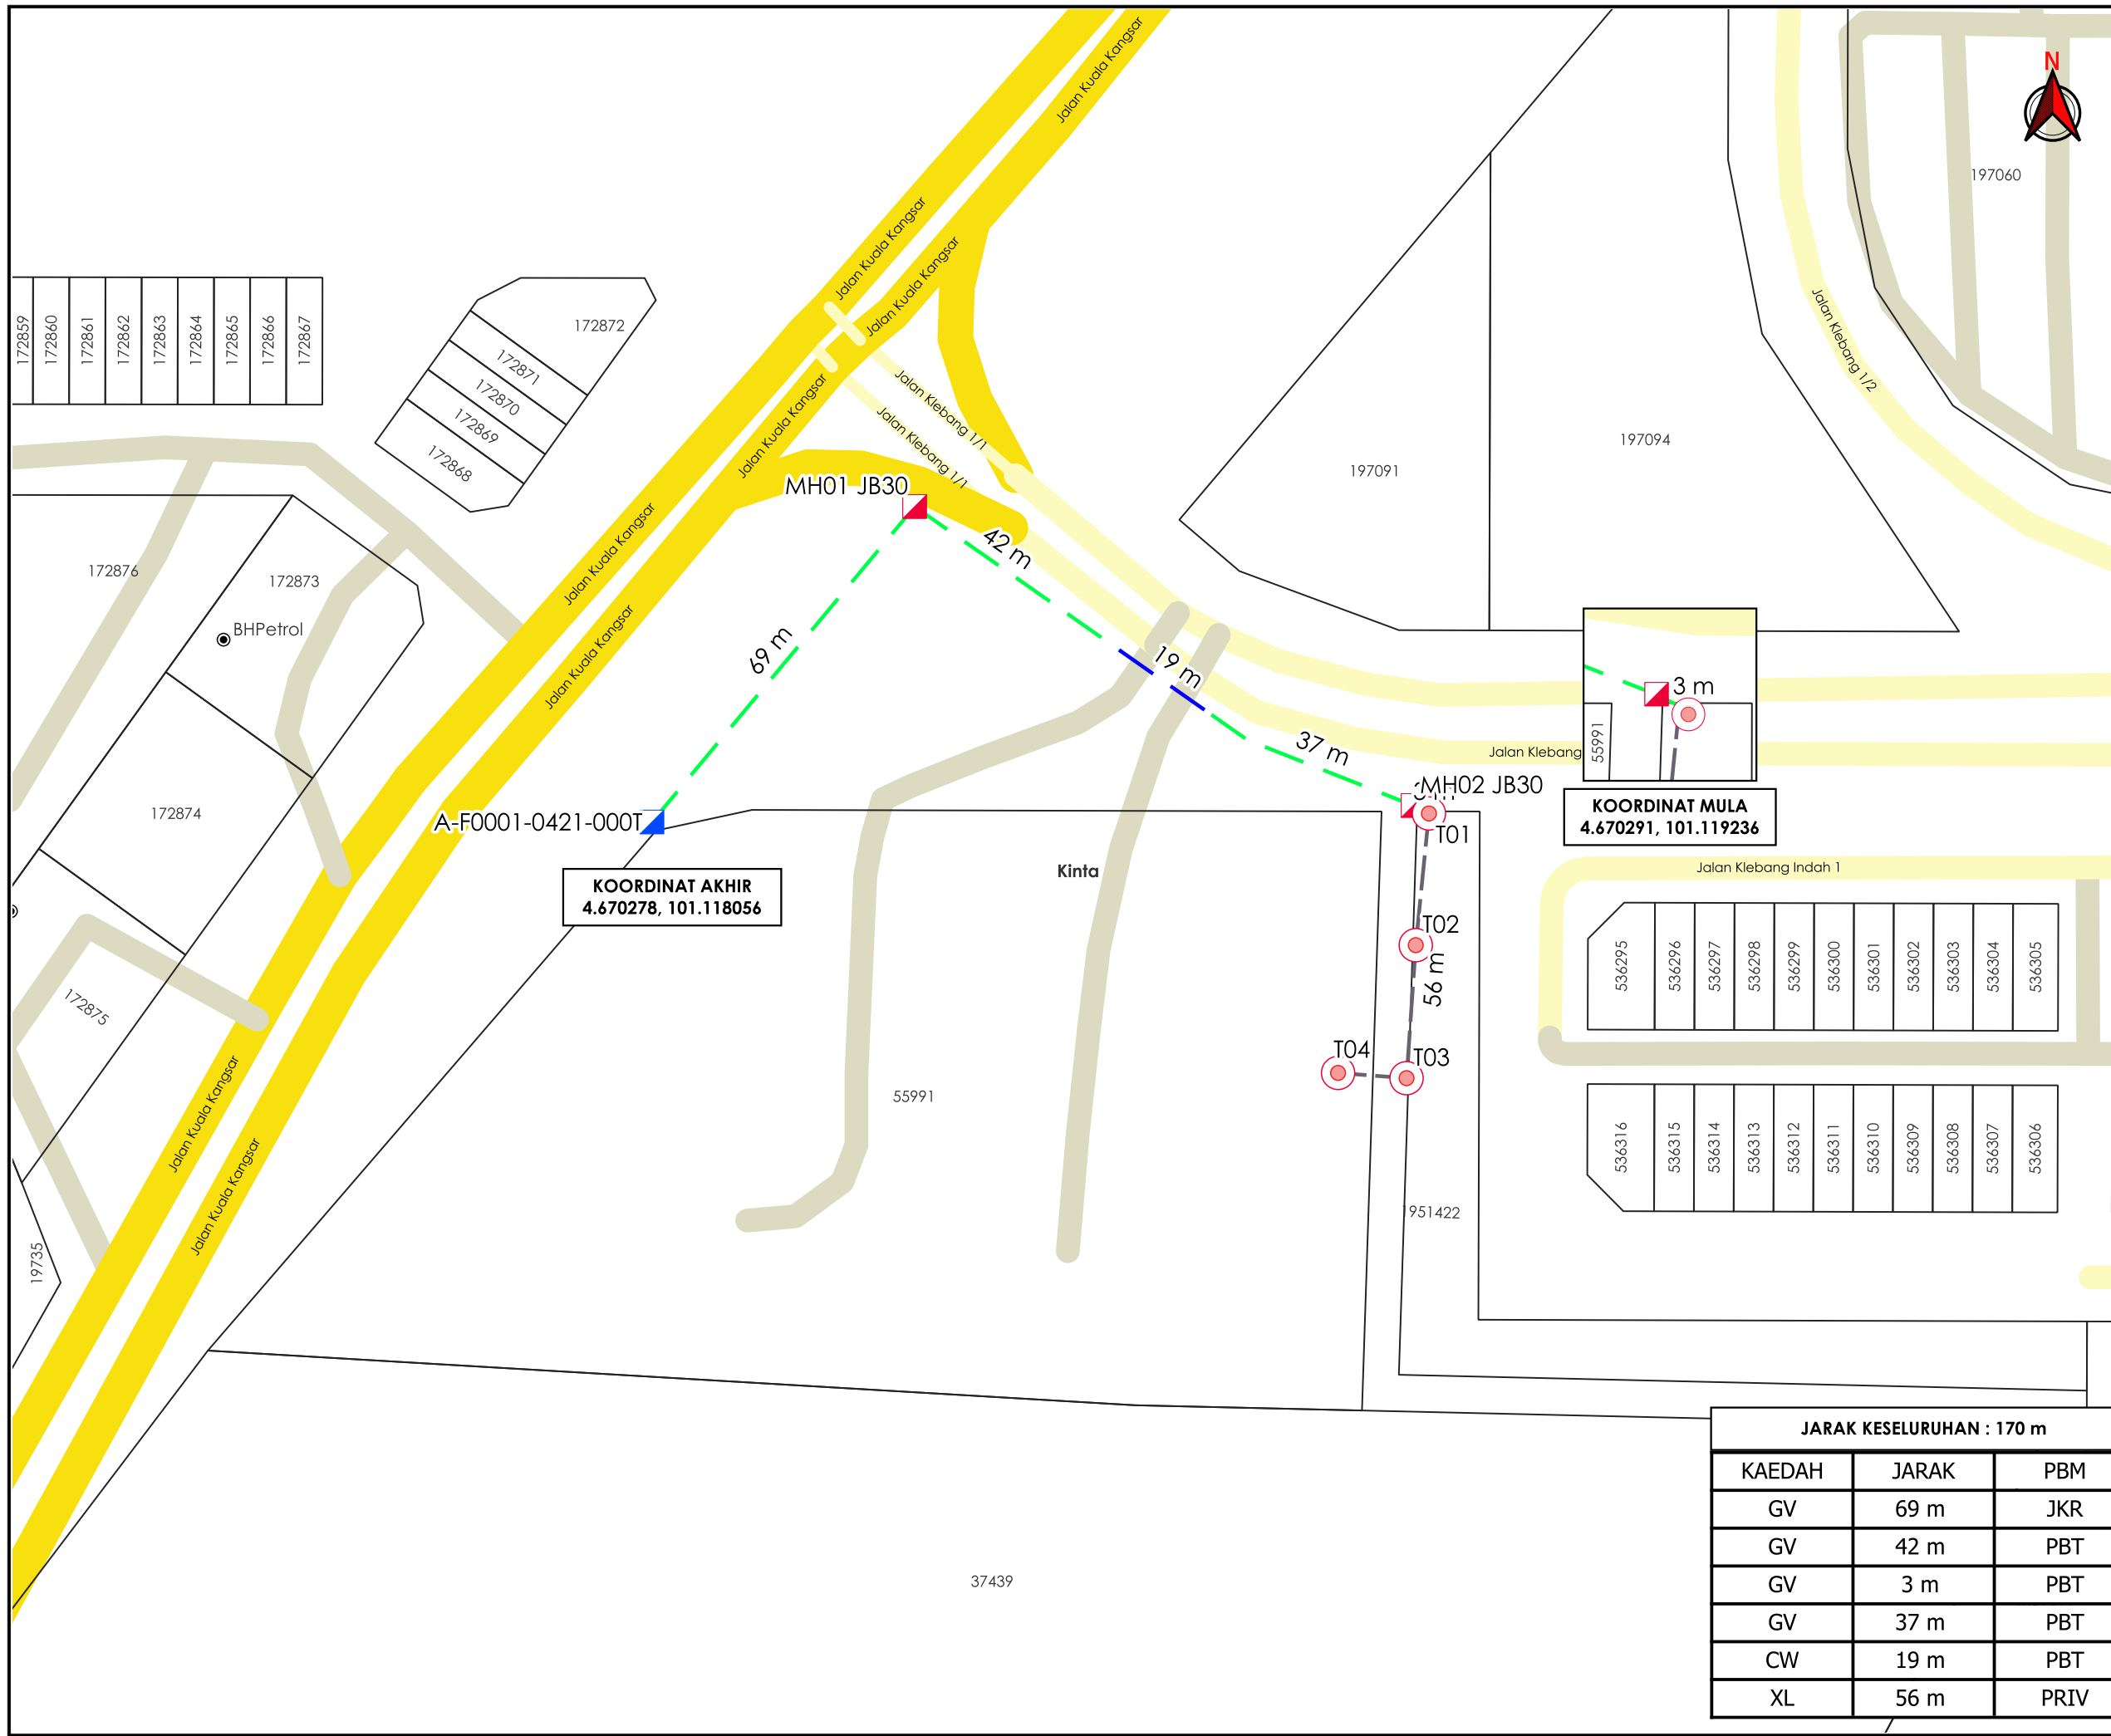 N
Jalan Kuala Kangsar
Jalan Kuala Kangsar
Jalan Kuala Kangsar
Jalan Kuala Kangsar
Jalan Kuala Kangsar
Jalan Kuala Kangsar
Jalan Kuala Kangsar
Jalan Kuala Kangsar
Jalan Kuala Kangsar
197060
Jalan Klebang 1/2
172859
172860
172861
172862
172863
172864
172865
172866
172867
172872
172871
172870
172869
172868
Jalan Klebang 1/1
Jalan Klebang 1/1
197091
197094
MH01 JB30
42 m
172876
172873
BHPetrol
69 m
19 m
37 m
Jalan Klebang
3 m
55991
MH02 JB30
T01
172874
A-F0001-0421-000T
KOORDINAT MULA
4.670291, 101.119236
KOORDINAT AKHIR
4.670278, 101.118056
Kinta
Jalan Klebang Indah 1
T02
56 m
536295
536296
536297
536298
536299
536300
536301
536302
536303
536304
536305
172875
T04
T03
55991
536316
536315
536314
536313
536312
536311
536310
536309
536308
536307
536306
1951422
19735
37439
JARAK KESELURUHAN : 170 m
KAEDAH JARAK PBM
GV 69 m JKR
GV 42 m PBT
GV 3 m PBT
GV 37 m PBT
CW 19 m PBT
XL 56 m PRIV